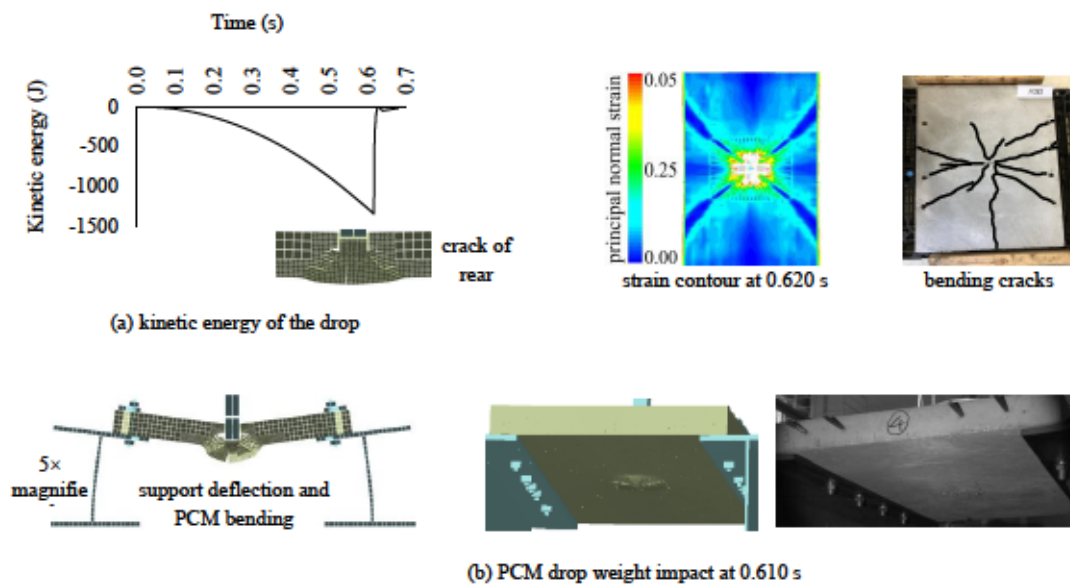 Time (s)
0.0 0.1 0.2 0.3 0.4 0.5 0.6 0.7
Kinetic energy (J)
0
-500
-1000
-1500
crack of
rear
(a) kinetic energy of the drop
principal normal strain
0.05
0.25
0.00
strain contour at 0.620 s
bending cracks
5×
magnifie
-
support deflection and
PCM bending
4
(b) PCM drop weight impact at 0.610 s